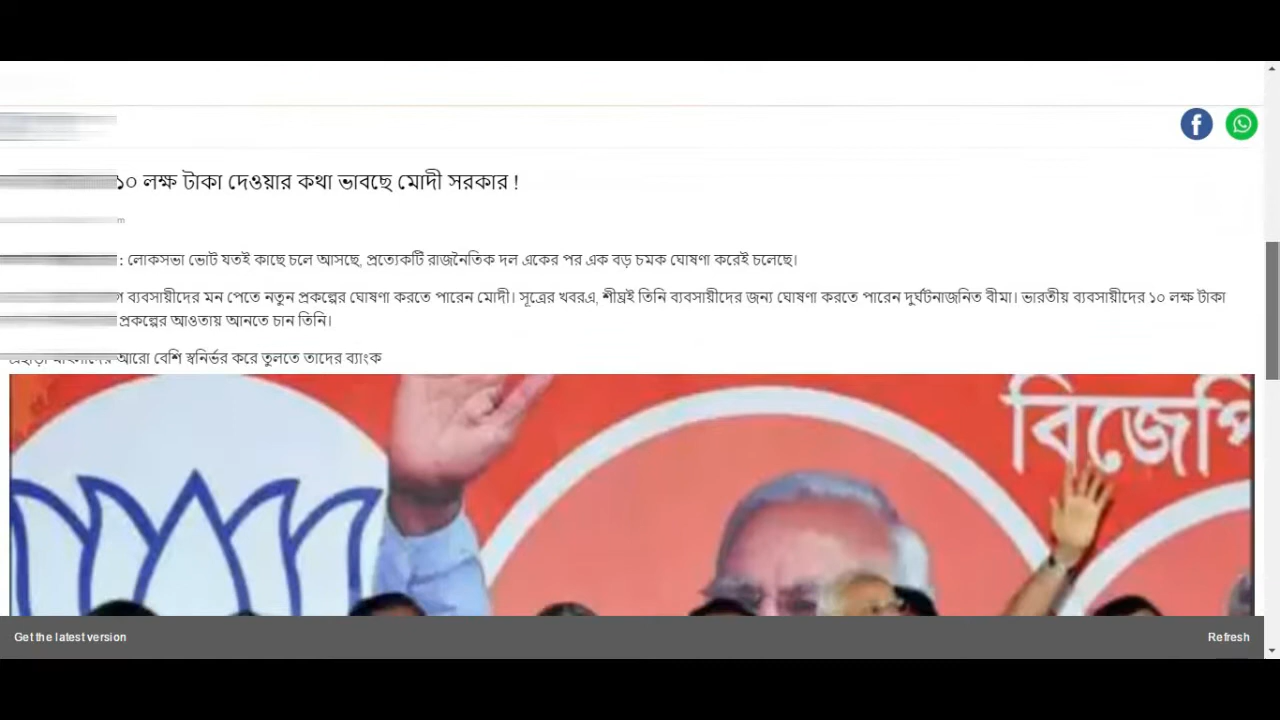 ১০ লক্ষ টাকা দেওয়ার কথা ভাবছে মোদী সরকার !
m
: লোকসভা ভোট যতই কাছে চলে আসছে, প্রত্যেকটি রাজনৈতিক দল একের পর এক বড় চমক ঘোষণা করেই চলেছে।
ব্যবসায়ীদের মন পেতে নতুন প্রকল্পের ঘোষণা করতে পারেন মোদী। সূত্রের খবরএ, শীঘ্রই তিনি ব্যবসায়ীদের জন্য ঘোষণা করতে পারেন দুর্ঘটনাজনিত বীমা। ভারতীয় ব্যবসায়ীদের ১০ লক্ষ টাকা
প্রকল্পের আওতায় আনতে চান তিনি।
আরো বেশি স্বনির্ভর করে তুলতে তাদের ব্যাংক
বিজেপি
Get the latest version
Refresh